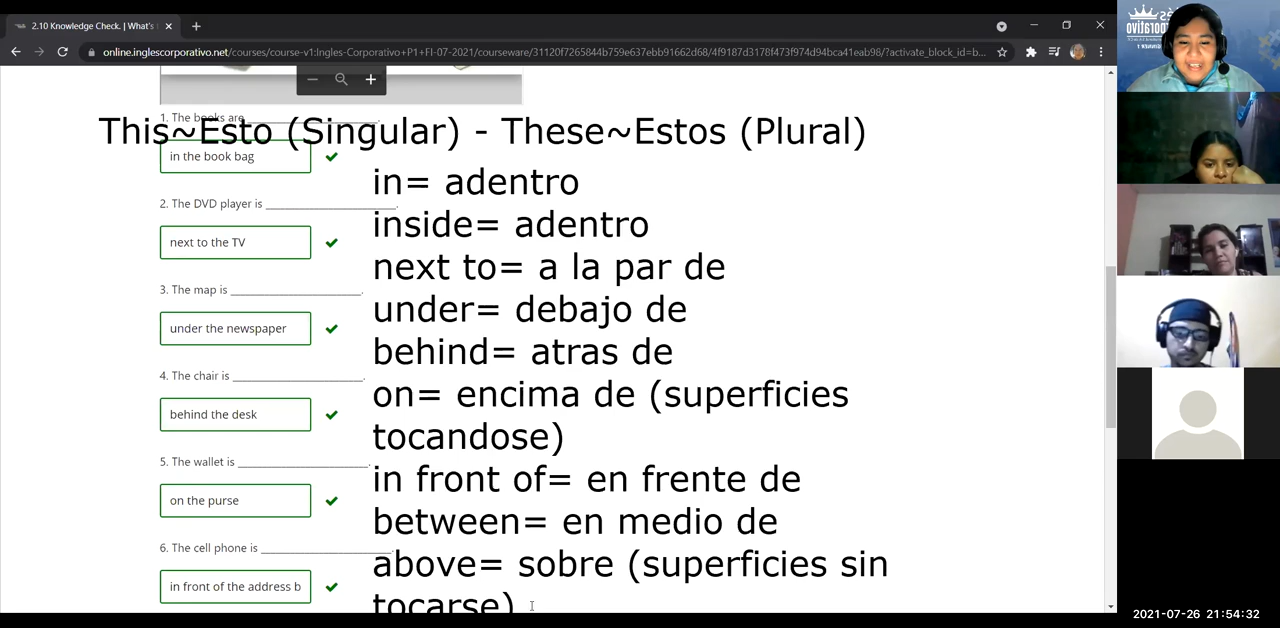 2.10 Knowledge Check. | What's
online.inglescorporativo.net/courses/course-v1:Ingles-Corporativo+P1+FI-07-2021/courseware/31120f7265844b759e637ebb91662d68/4f9187d3178f473f974d94bca41eab98/?activate_block_id=b...
1. The books are ____________________.
This~Esto (Singular) - These~Estos (Plural)
in the book bag
in= adentro
2. The DVD player is ____________________.
inside= adentro
next to the TV
next to= a la par de
3. The map is ____________________.
under= debajo de
under the newspaper
behind= atras de
4. The chair is ____________________.
on= encima de (superficies
behind the desk
tocandose)
5. The wallet is ____________________.
in front of= en frente de
on the purse
between= en medio de
6. The cell phone is ____________________.
above= sobre (superficies sin
in front of the address b
tocarse)
2021-07-26 21:54:32